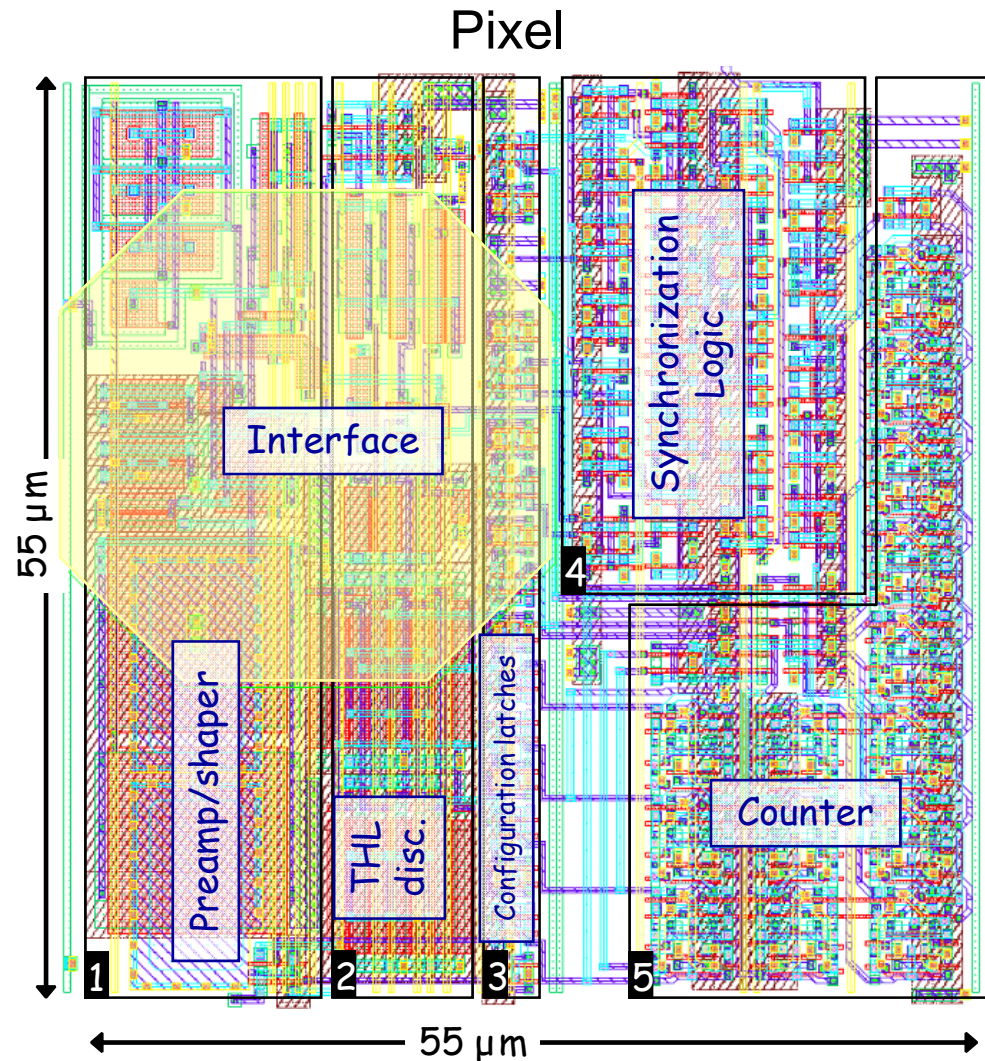 Pixel
55 µm
Synchronization
Logic
Interface
4
Preamp/shaper
THL
disc.
Configuration latches
Counter
1
2
3
5
55 µm